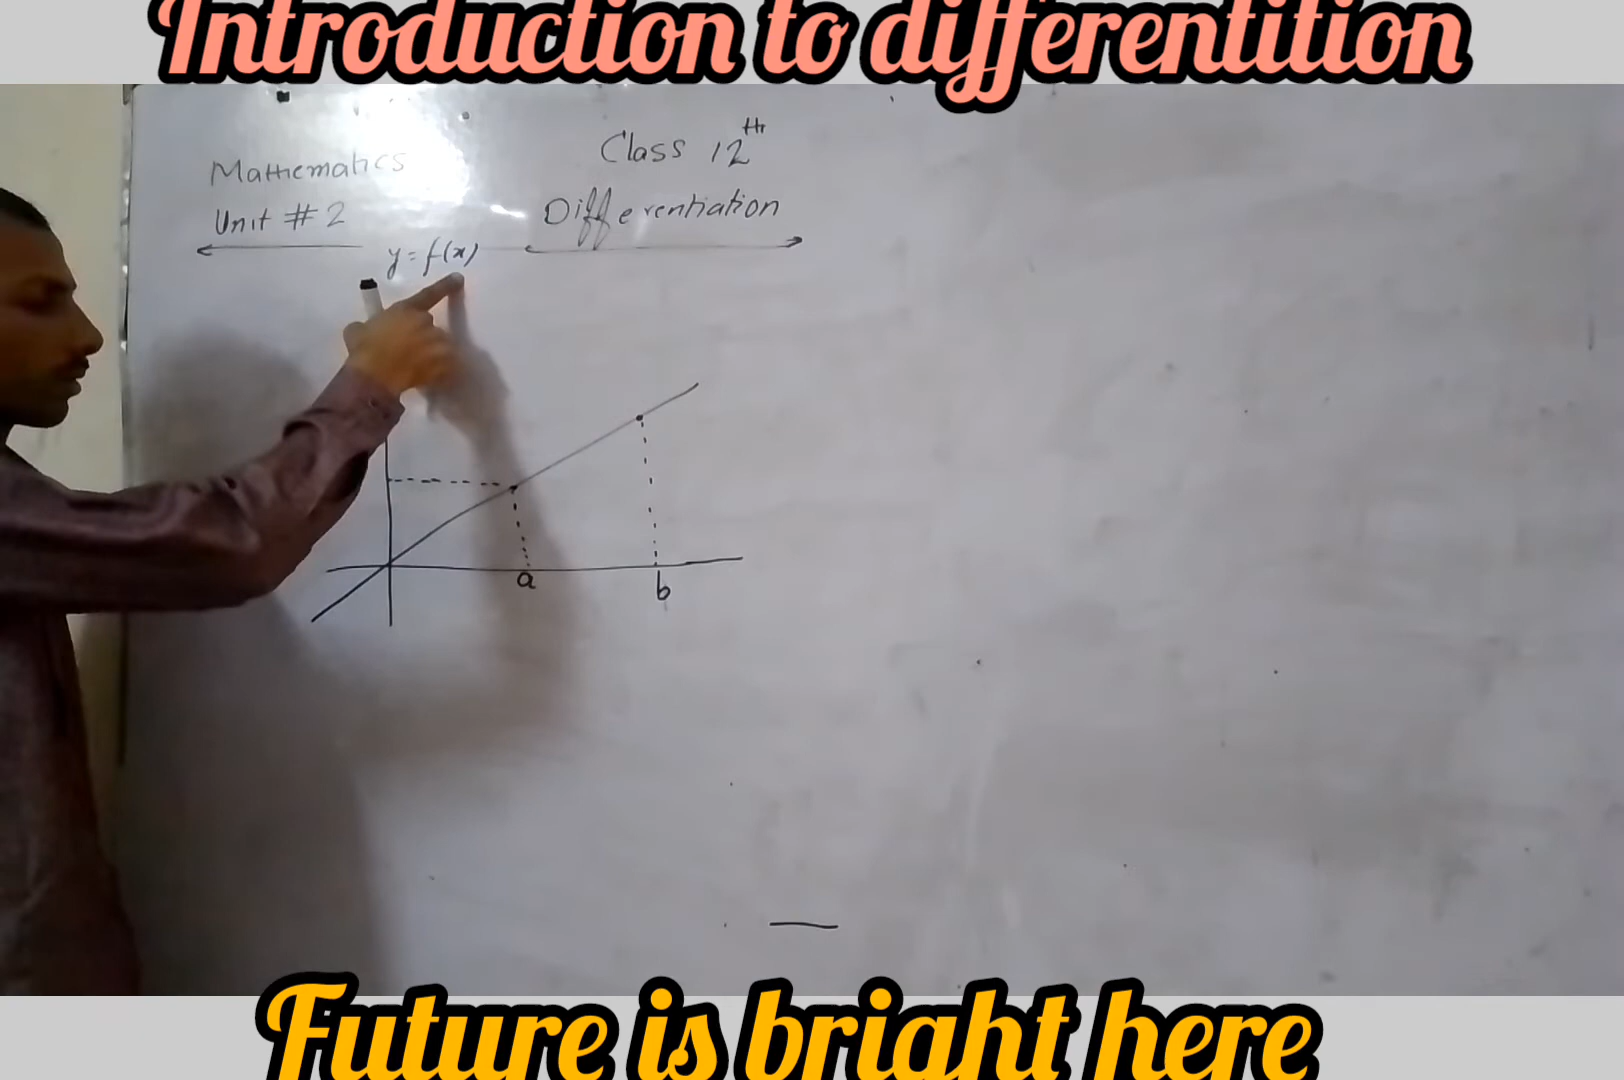 Introduction to differentition
Class 12th
Mathematics
Unit # 2
Differentiation
y = f(x)
a
b
Future is bright here